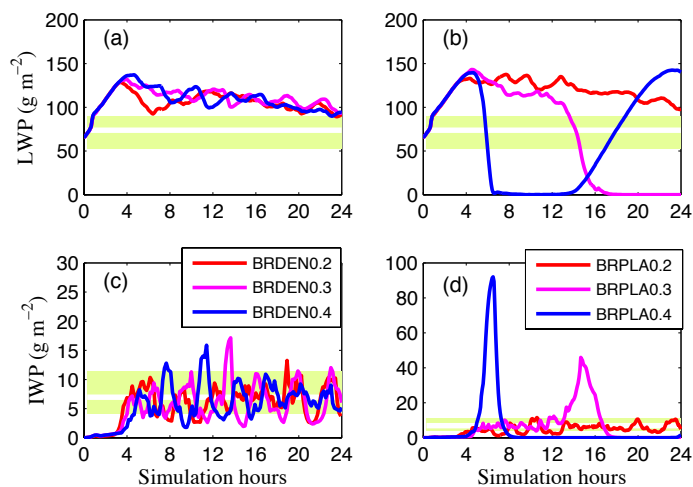 200
150
100
50
0
LWP (g m⁻²)
(a)
0 4 8 12 16 20 24
200
150
100
50
0
(b)
0 4 8 12 16 20 24
30
25
20
15
10
5
0
IWP (g m⁻²)
(c)
BRDEN0.2
BRDEN0.3
BRDEN0.4
0 4 8 12 16 20 24
Simulation hours
100
80
60
40
20
0
(d)
BRPLA0.2
BRPLA0.3
BRPLA0.4
0 4 8 12 16 20 24
Simulation hours